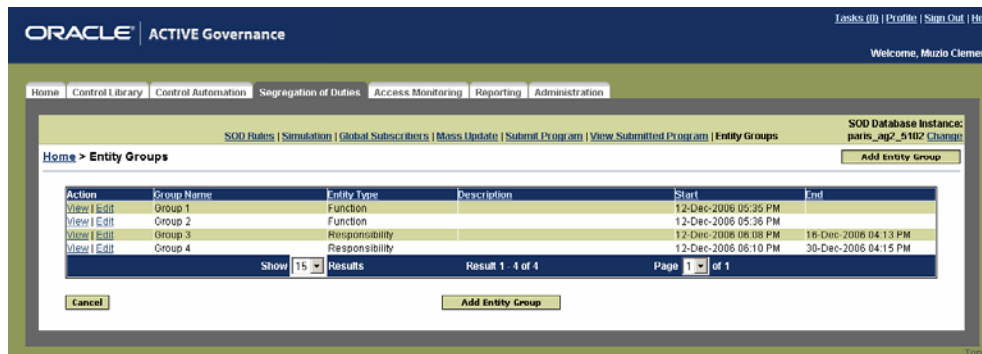 Tasks (0) | Profile | Sign Out | He
ORACLE® | ACTIVE Governance
Welcome, Muzio Cleme
Home Control Library Control Automation Segregation of Duties Access Monitoring Reporting Administration
SOD Database Instance:
SOD Rules | Simulation | Global Subscribers | Mass Update | Submit Program | View Submitted Program | Entity Groups paris_ag2_5102 Change
Home > Entity Groups Add Entity Group
Action Group Name Entity Type Description Start End
View | Edit Group 1 Function 12-Dec-2006 05:35 PM
View | Edit Group 2 Function 12-Dec-2006 05:36 PM
View | Edit Group 3 Responsibility 12-Dec-2006 06:08 PM 16-Dec-2006 04:13 PM
View | Edit Group 4 Responsibility 12-Dec-2006 06:10 PM 30-Dec-2006 04:15 PM
Show 15 Results Result 1 - 4 of 4 Page 1 of 1
Cancel Add Entity Group
Top